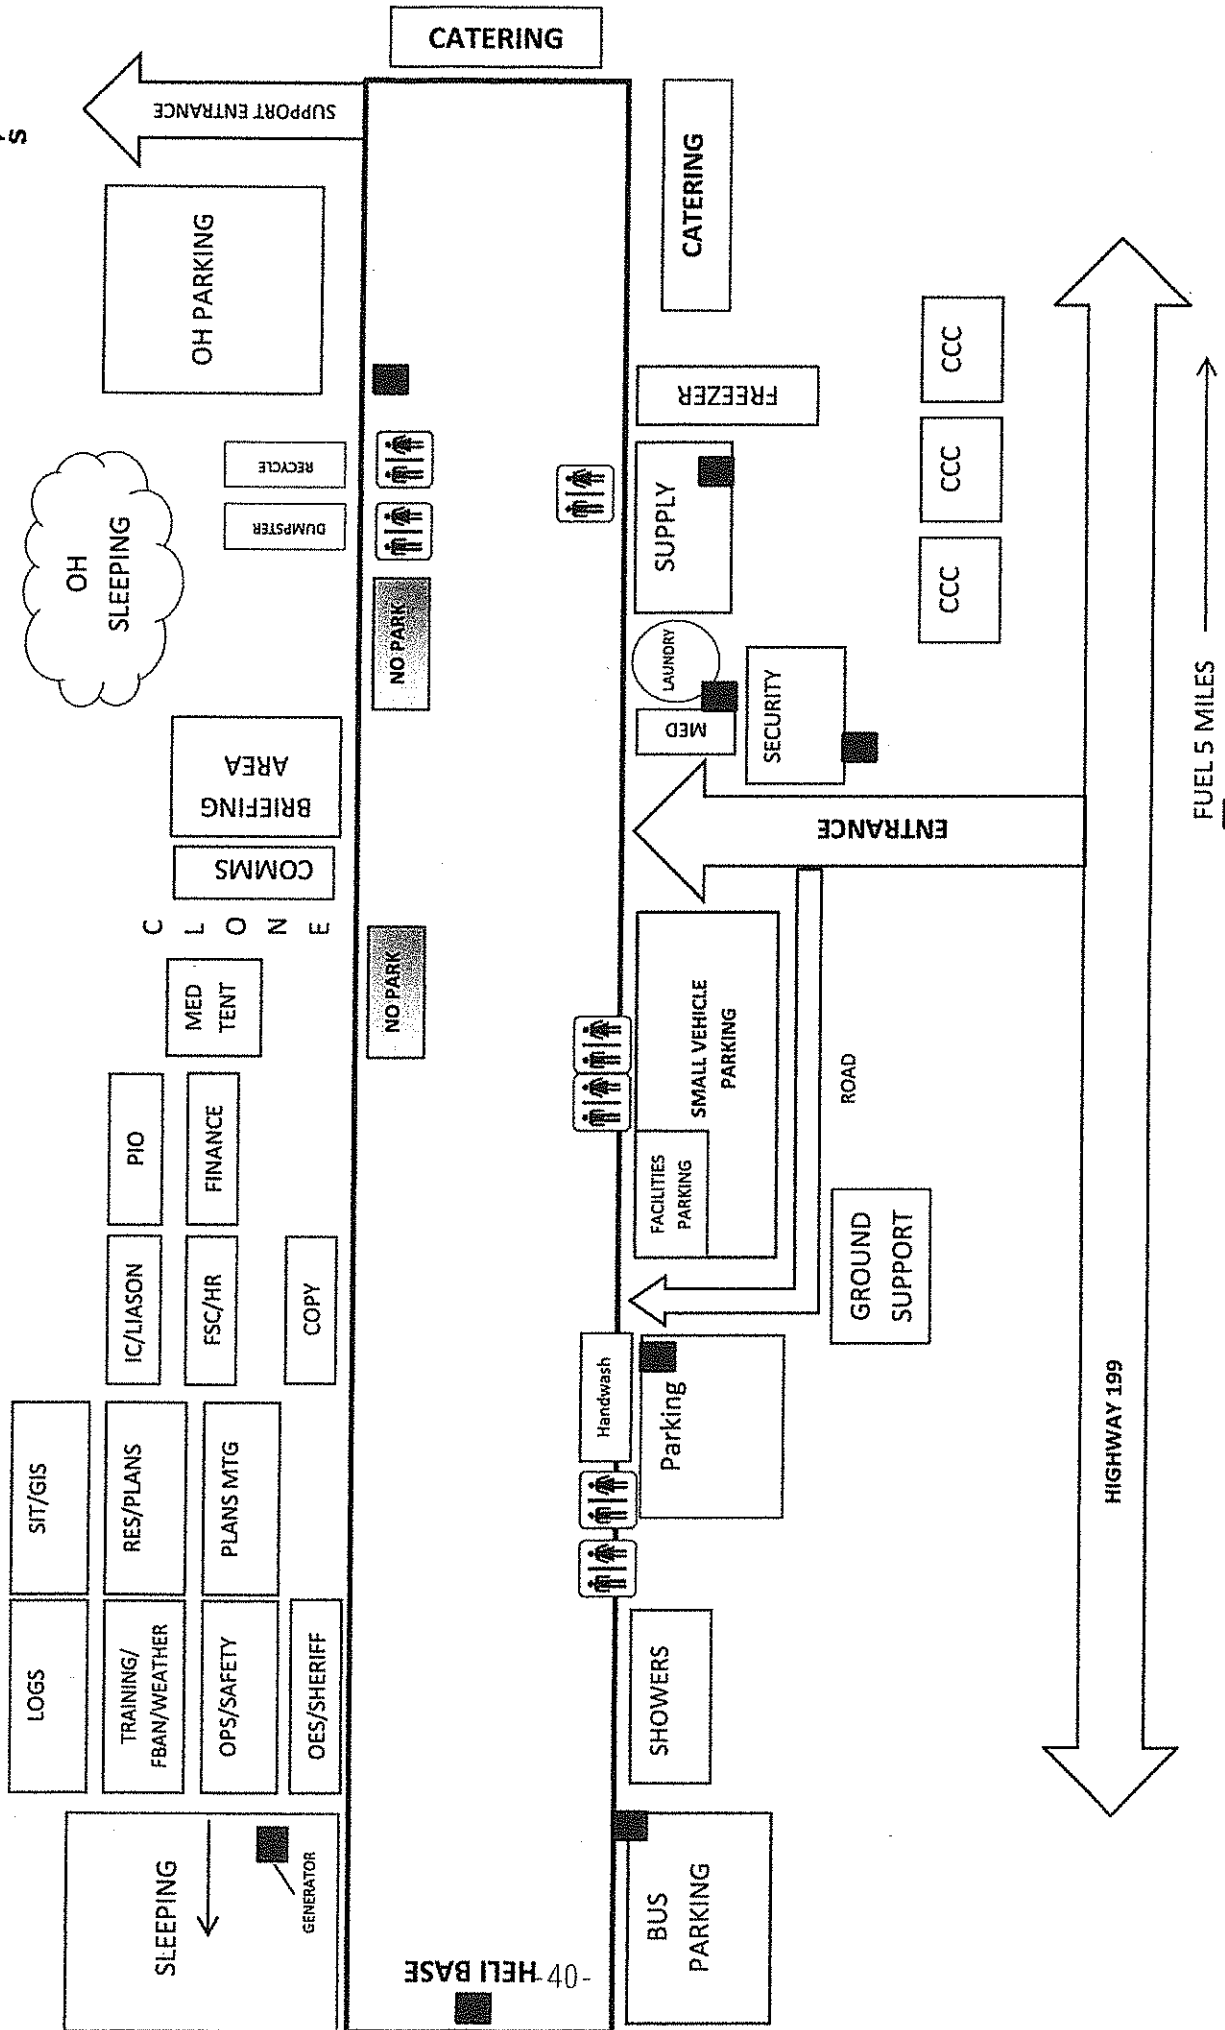 S
CATERING
SUPPORT ENTRANCE
OH PARKING
CATERING
RECYCLE
DUMPSTER
FREEZER
SUPPLY
CCC
CCC
CCC
OH
SLEEPING
NO PARK
LAUNDRY
MED
SECURITY
BRIEFING
AREA
COMMS
ENTRANCE
FUEL 5 MILES
C
L
O
N
E
MED
TENT
NO PARK
SMALL VEHICLE
PARKING
FACILITIES
PARKING
ROAD
PIO
FINANCE
IC/LIASON
FSC/HR
COPY
GROUND
SUPPORT
Handwash
Parking
HIGHWAY 199
SIT/GIS
RES/PLANS
PLANS MTG
LOGS
TRAINING/
FBAN/WEATHER
OPS/SAFETY
OES/SHERIFF
SHOWERS
SLEEPING
GENERATOR
BUS
PARKING
HELI BASE
-40-